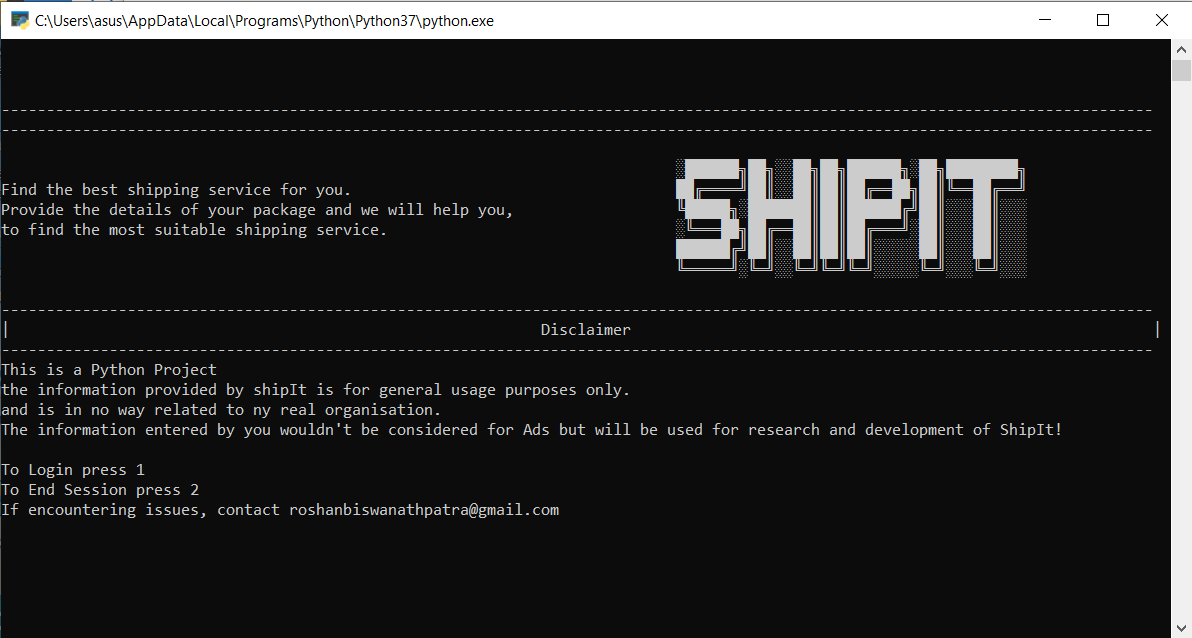 C:\Users\asus\AppData\Local\Programs\Python\Python37\python.exe
SHIPIT
Find the best shipping service for you.
Provide the details of your package and we will help you,
to find the most suitable shipping service.
Disclaimer
This is a Python Project
the information provided by shipIt is for general usage purposes only.
and is in no way related to ny real organisation.
The information entered by you wouldn't be considered for Ads but will be used for research and development of ShipIt!
To Login press 1
To End Session press 2
If encountering issues, contact roshanbiswanathpatra@gmail.com